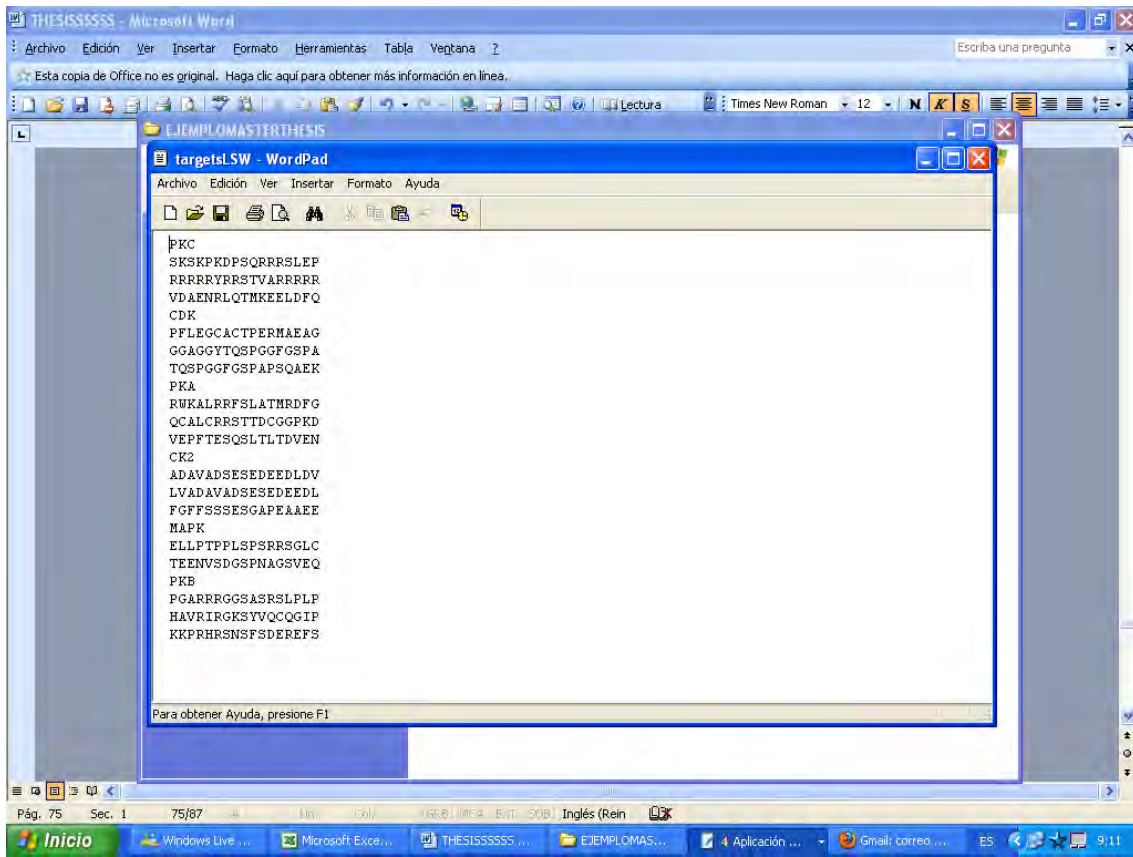 THESISSSSSS - Microsoft Word
Archivo Edición Ver Insertar Formato Herramientas Tabla Ventana ?
Escriba una pregunta
Esta copia de Office no es original. Haga clic aquí para obtener más información en línea.
Lectura Times New Roman 12 N K S
EJEMPLOMASTERTHESIS
targetsLSW - WordPad
Archivo Edición Ver Insertar Formato Ayuda
PKC
SKSKPKDPSQRRRSLEP
RRRRRYRRSTVARRRRR
VDAENRLQTMKEELDFQ
CDK
PFLEGCACTPERMAEAG
GGAGGYTQSPGGFGSPA
TQSPGGFGSPAPSQAEK
PKA
RWKALRRFSLATMRDFG
QCALCRRSTTDCGGPKD
VEPFTESQSLTLTDVEN
CK2
ADAVADSESEDEEDLDV
LVADAVADSESEDEEDL
FGFFSSSESGAPEAAEE
MAPK
ELLPTPPLSPSRRSGLC
TEENVSDGSPNAGSVEQ
PKB
PGARRRGGSASRSLPLP
HAVRIRGKSYVQCQGIP
KKPRHRSNSFSDEREFS
Para obtener Ayuda, presione F1
Pág. 75 Sec. 1 75/87 Inglés (Rein
Inicio Windows Live ... Microsoft Exce... THESISSSSSS ... EJEMPLOMAS... 4 Aplicación ... Gmail: correo ... ES 9:11